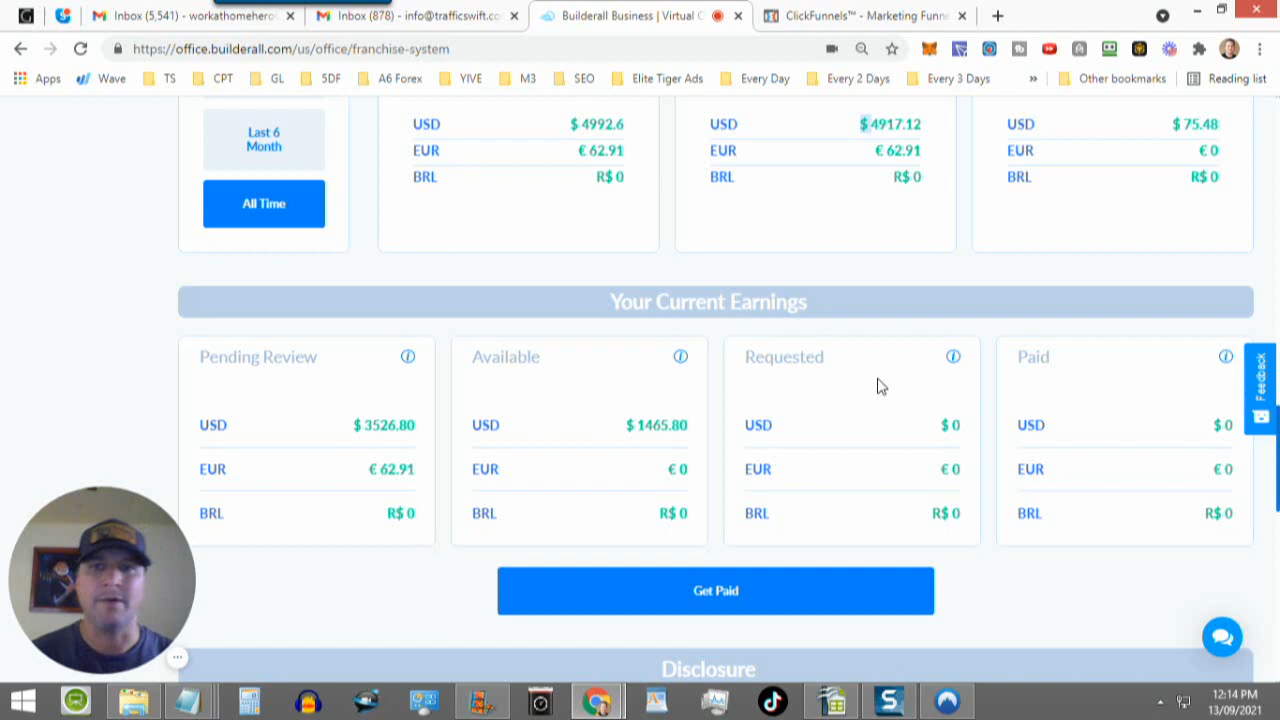 Inbox (5,541) - workathomehero
Inbox (878) - info@trafficswift.co
Builderall Business | Virtual C
ClickFunnels™ - Marketing Funn
https://office.builderall.com/us/office/franchise-system
Apps
Wave
TS
CPT
GL
5DF
A6 Forex
YIVE
M3
SEO
Elite Tiger Ads
Every Day
Every 2 Days
Every 3 Days
»
Other bookmarks
Reading list
Last 6
Month
All Time
USD $ 4992.6
EUR € 62.91
BRL R$ 0
USD $ 4917.12
EUR € 62.91
BRL R$ 0
USD $ 75.48
EUR € 0
BRL R$ 0
Your Current Earnings
Pending Review
USD $ 3526.80
EUR € 62.91
BRL R$ 0
Available
USD $ 1465.80
EUR € 0
BRL R$ 0
Requested
USD $ 0
EUR € 0
BRL R$ 0
Paid
USD $ 0
EUR € 0
BRL R$ 0
Feedback
Get Paid
Disclosure
12:14 PM
13/09/2021